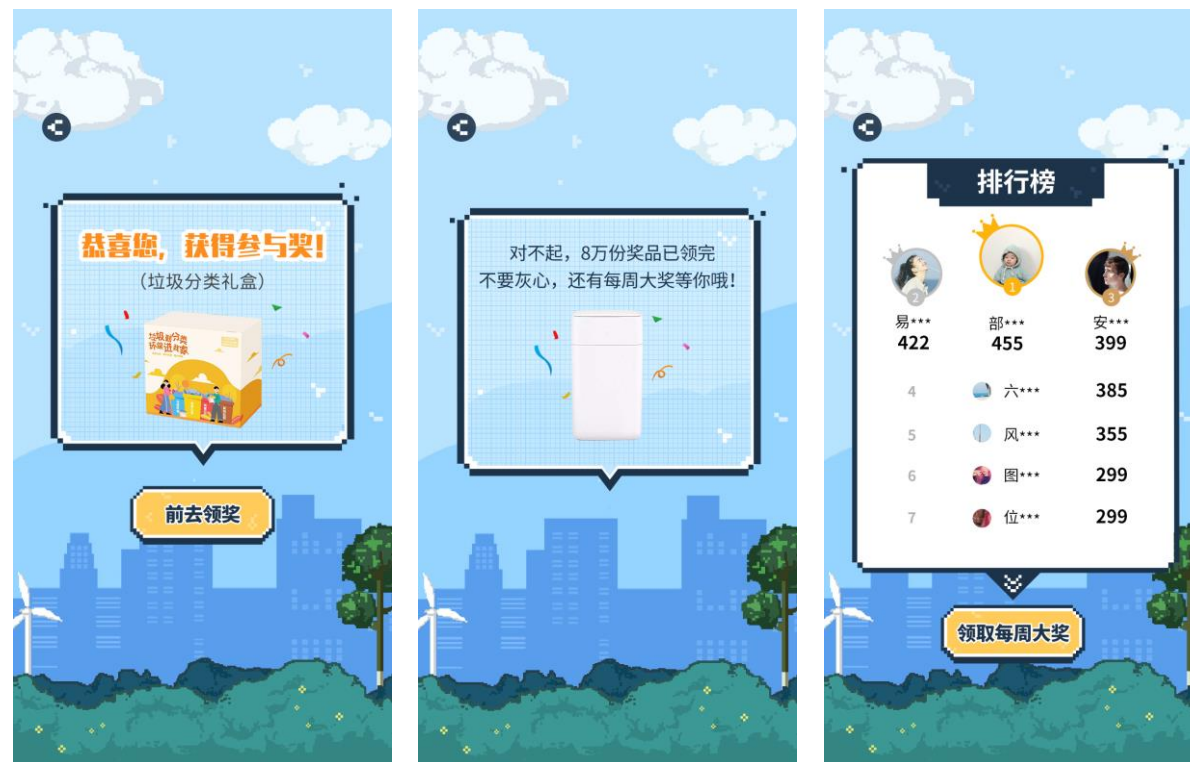 恭喜您，获得参与奖！
（垃圾分类礼盒）
前去领奖
对不起，8万份奖品已领完
不要灰心，还有每周大奖等你哦！
排行榜
2
1
3
易***
部***
安***
422
455
399
4
六***
385
5
风***
355
6
图***
299
7
位***
299
领取每周大奖